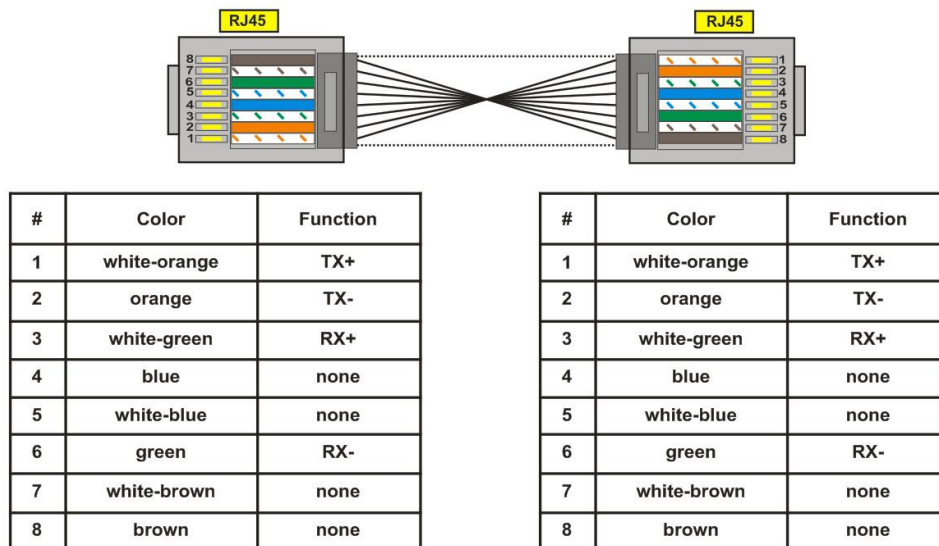 RJ45 RJ45
8 1
7 2
6 3
5 4
4 5
3 6
2 7
1 8
# Color Function # Color Function
1 white-orange TX+ 1 white-orange TX+
2 orange TX- 2 orange TX-
3 white-green RX+ 3 white-green RX+
4 blue none 4 blue none
5 white-blue none 5 white-blue none
6 green RX- 6 green RX-
7 white-brown none 7 white-brown none
8 brown none 8 brown none